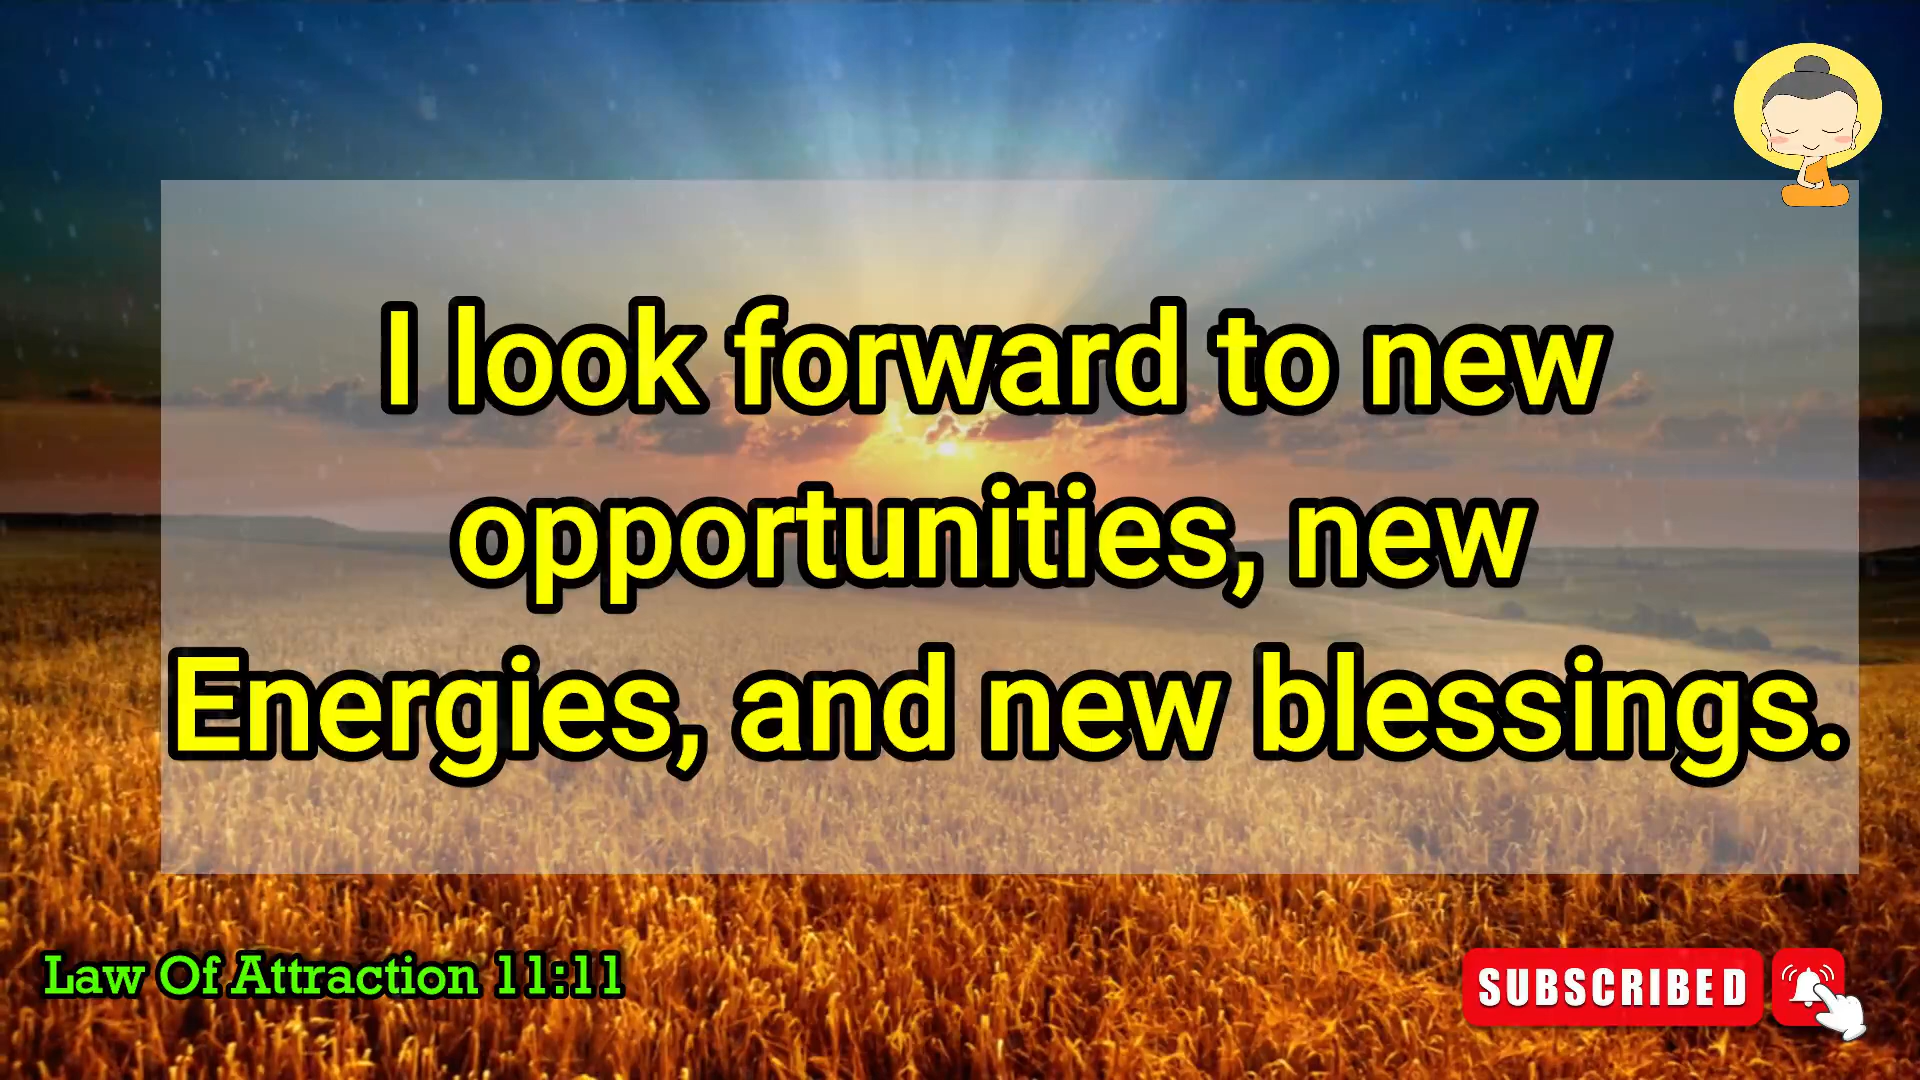 I look forward to new
opportunities, new
Energies, and new blessings.
Law Of Attraction 11:11
SUBSCRIBED